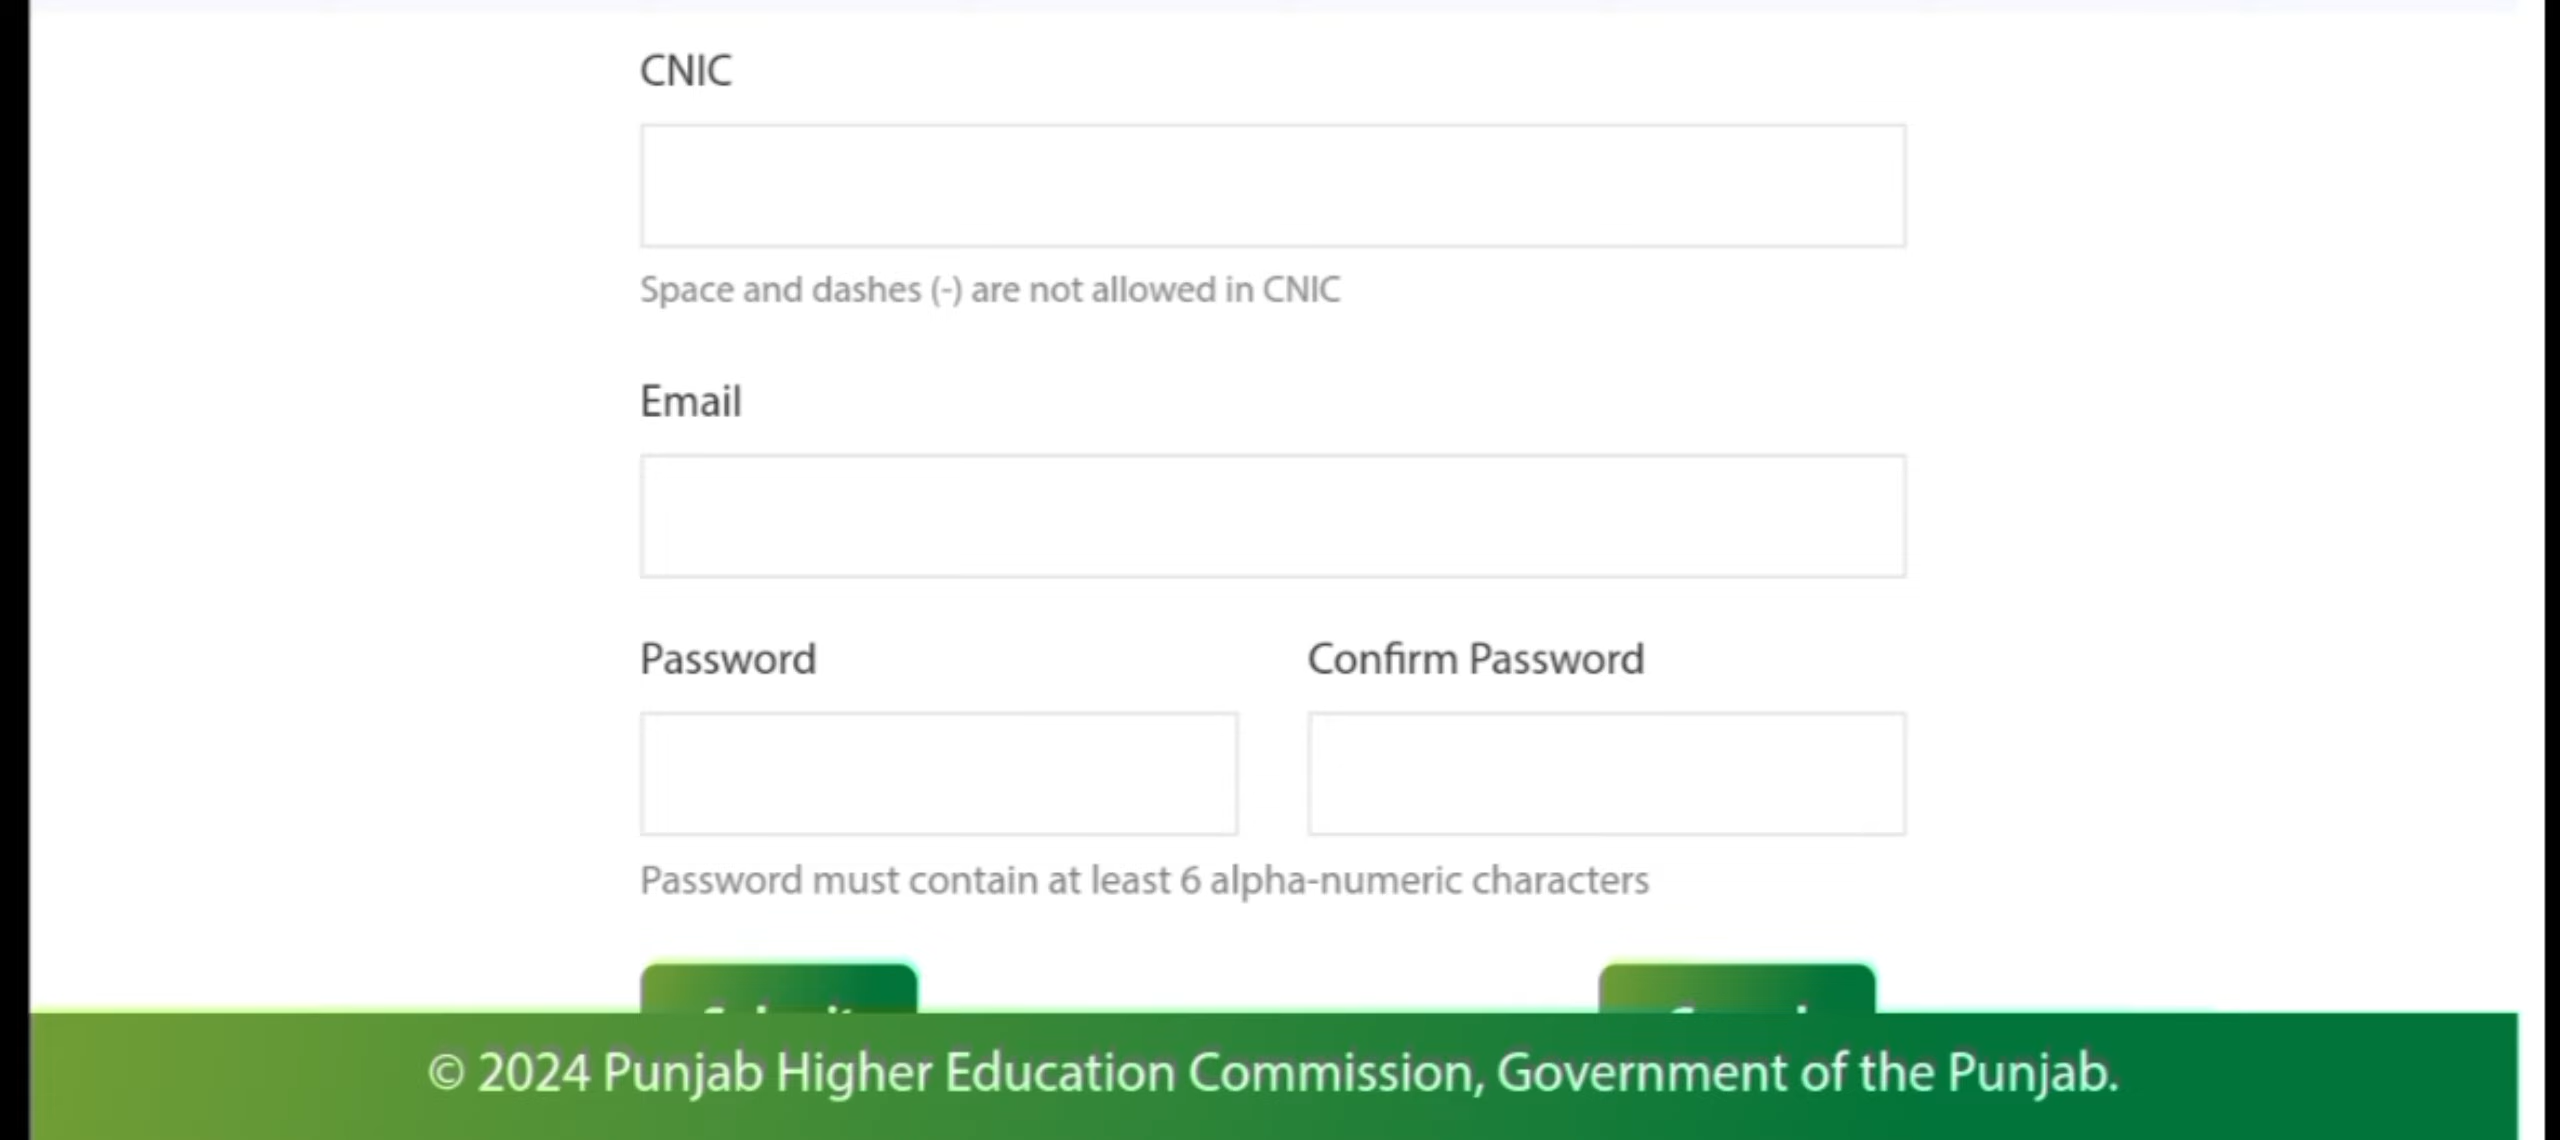 CNIC
Space and dashes (-) are not allowed in CNIC
Email
Password Confirm Password
Password must contain at least 6 alpha-numeric characters
© 2024 Punjab Higher Education Commission, Government of the Punjab.